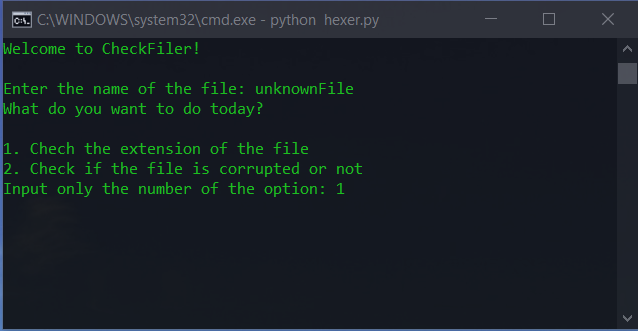 C:\WINDOWS\system32\cmd.exe - python  hexer.py
Welcome to CheckFiler!
Enter the name of the file: unknownFile
What do you want to do today?
1. Chech the extension of the file
2. Check if the file is corrupted or not
Input only the number of the option: 1